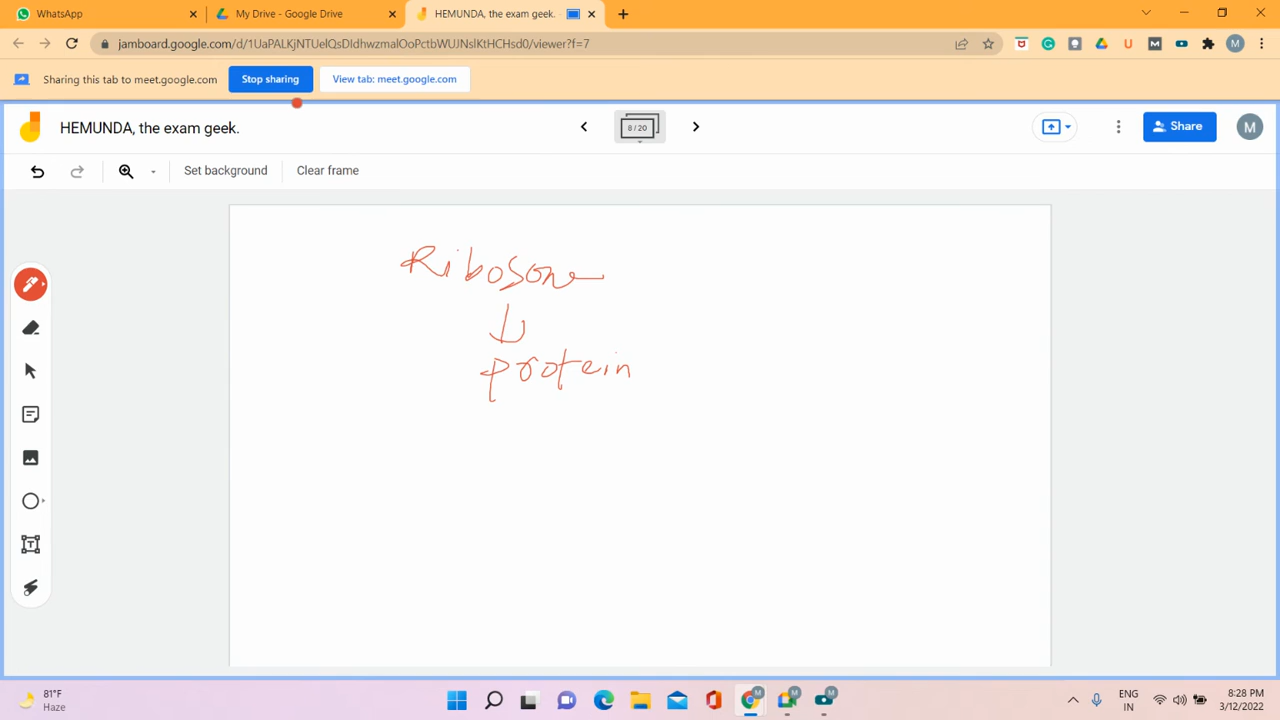 WhatsApp
My Drive - Google Drive
HEMUNDA, the exam geek.
jamboard.google.com/d/1UaPALKjNTUelQsDIdhwzmalOoPctbWUJNslKtHCHsd0/viewer?f=7
M
Sharing this tab to meet.google.com
Stop sharing
View tab: meet.google.com
HEMUNDA, the exam geek.
8 / 20
Share
M
Set background
Clear frame
Ribosone
protein
81°F
Haze
ENG
IN
8:28 PM
3/12/2022